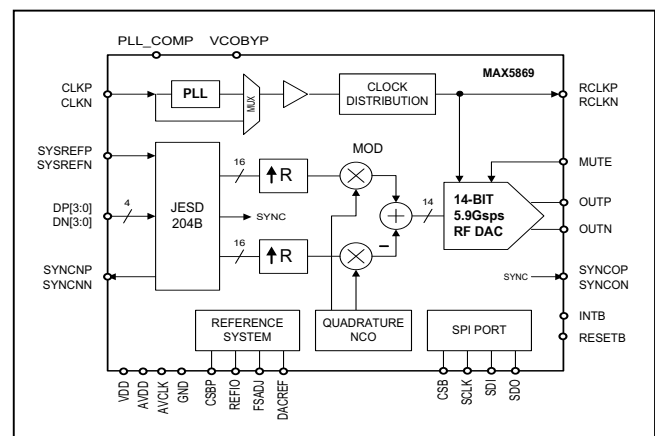 PLL_COMP VCOBYP
MAX5869
CLKP
CLKN
PLL
MUX
CLOCK
DISTRIBUTION
RCLKP
RCLKN
SYSREFP
SYSREFN
MOD
MUTE
16
↑R
JESD
204B
DP[3:0]
DN[3:0]
4
SYNC
14
14-BIT
5.9Gsps
RF DAC
OUTP
OUTN
16
↑R
SYNCNP
SYNCNN
SYNC
SYNCOP
SYNCON
REFERENCE
SYSTEM
QUADRATURE
NCO
SPI PORT
INTB
RESETB
VDD
AVDD
AVCLK
GND
CSBP
REFIO
FSADJ
DACREF
CSB
SCLK
SDI
SDO